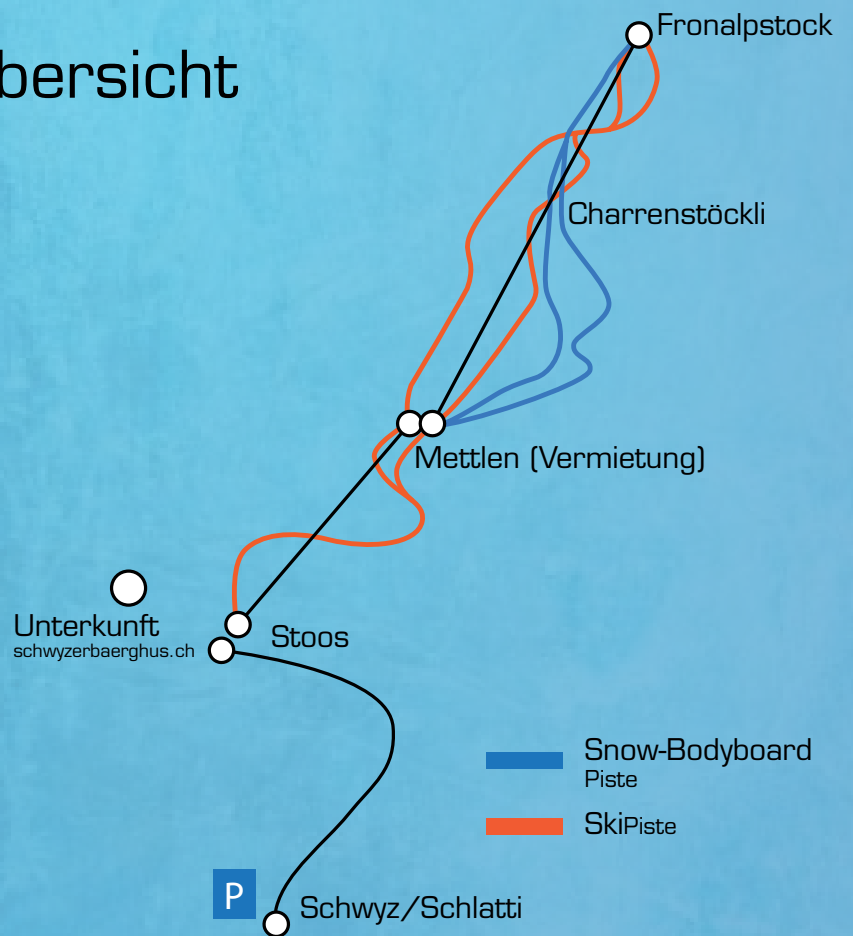 bersicht
Fronalpstock
Charrenstöckli
Mettlen (Vermietung)
Unterkunft
schwyzerbaerghus.ch
Stoos
Snow-Bodyboard
Piste
SkiPiste
P
Schwyz/Schlatti